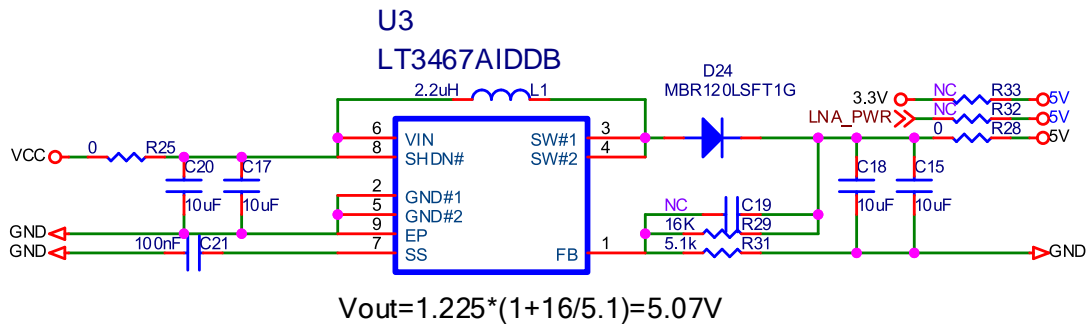 U3
LT3467AIDDB
2.2uH L1
D24
MBR120LSFT1G
3.3V NC R33 5V
LNA_PWR NC R32 5V
0 R28 5V
VCC 0 R25
6 VIN SW#1 3
8 SHDN# SW#2 4
C20 C17
10uF 10uF
2 GND#1
5 GND#2
GND 9 EP
GND 100nF C21 7 SS FB 1
NC C19
16K R29
5.1k R31
C18 C15
10uF 10uF
GND
Vout=1.225*(1+16/5.1)=5.07V